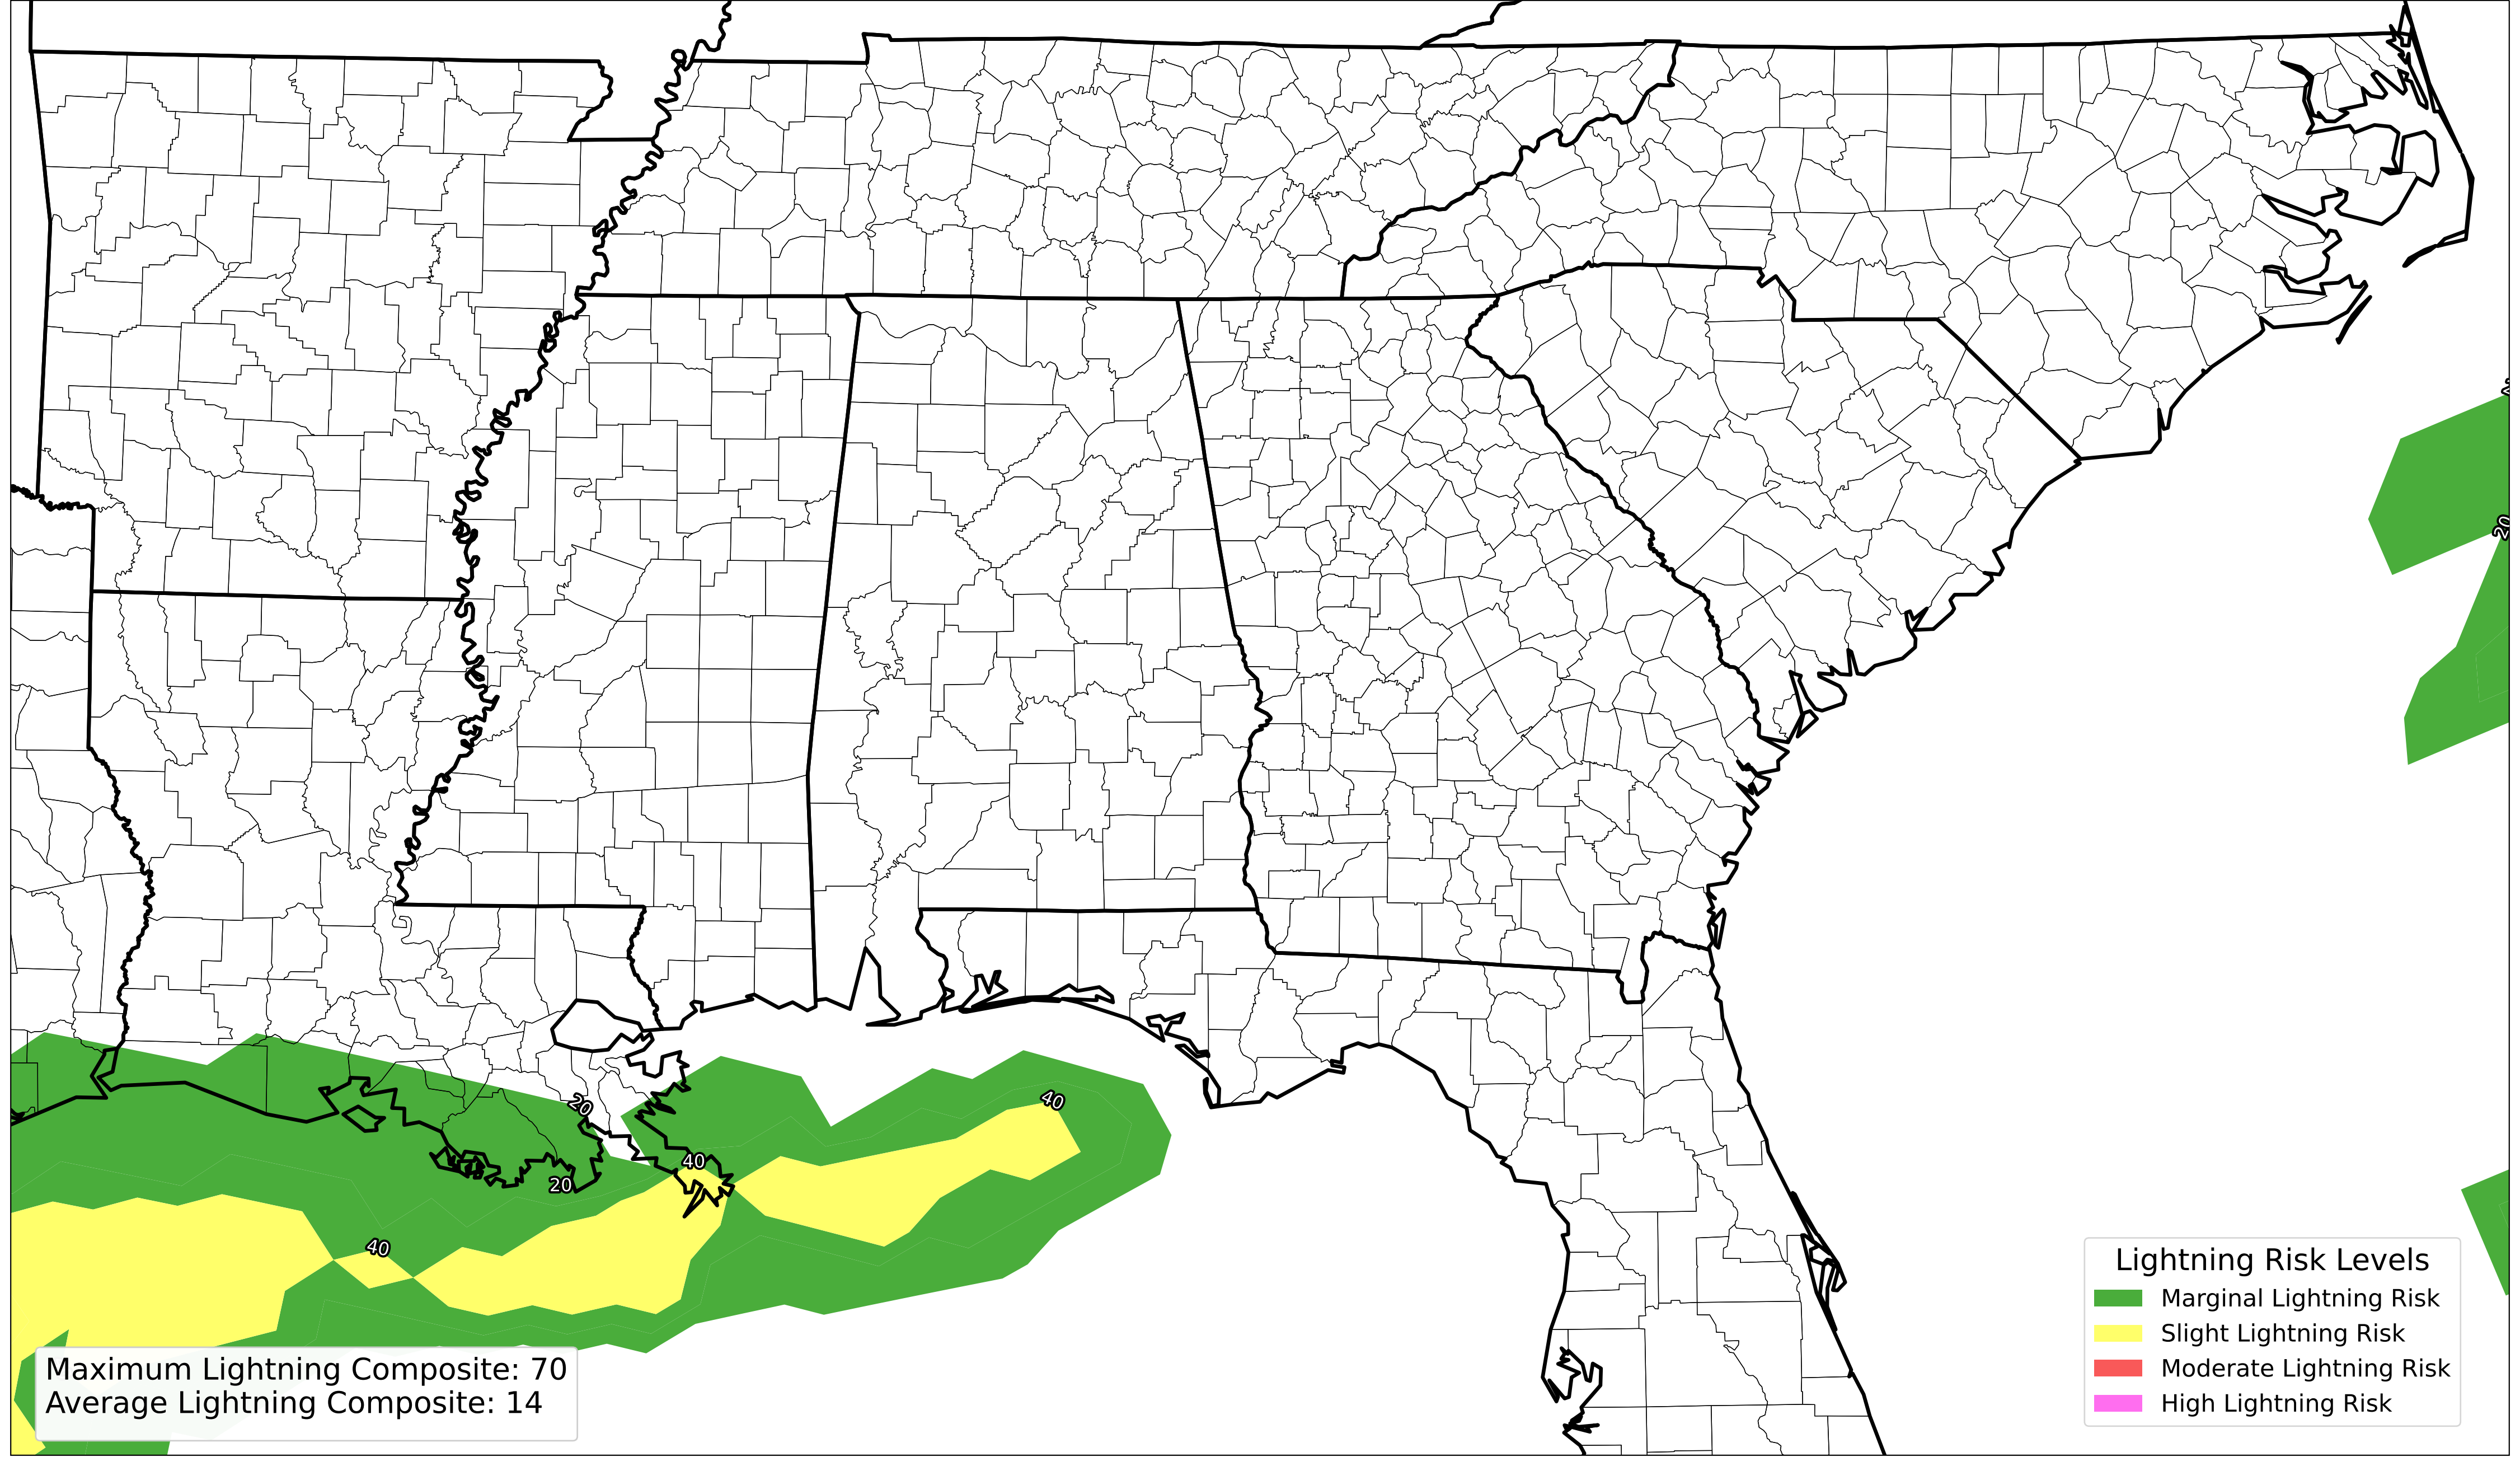 20
40
20
40
20
40
Lightning Risk Levels
Marginal Lightning Risk
Slight Lightning Risk
Moderate Lightning Risk
High Lightning Risk
Maximum Lightning Composite: 70
Average Lightning Composite: 14